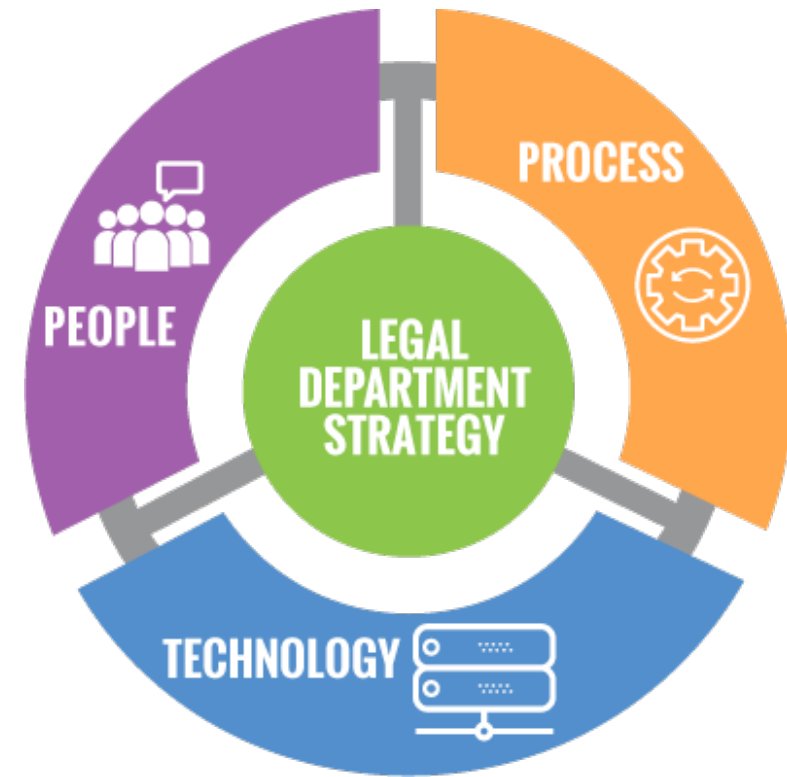 PEOPLE
PROCESS
LEGAL
DEPARTMENT
STRATEGY
TECHNOLOGY